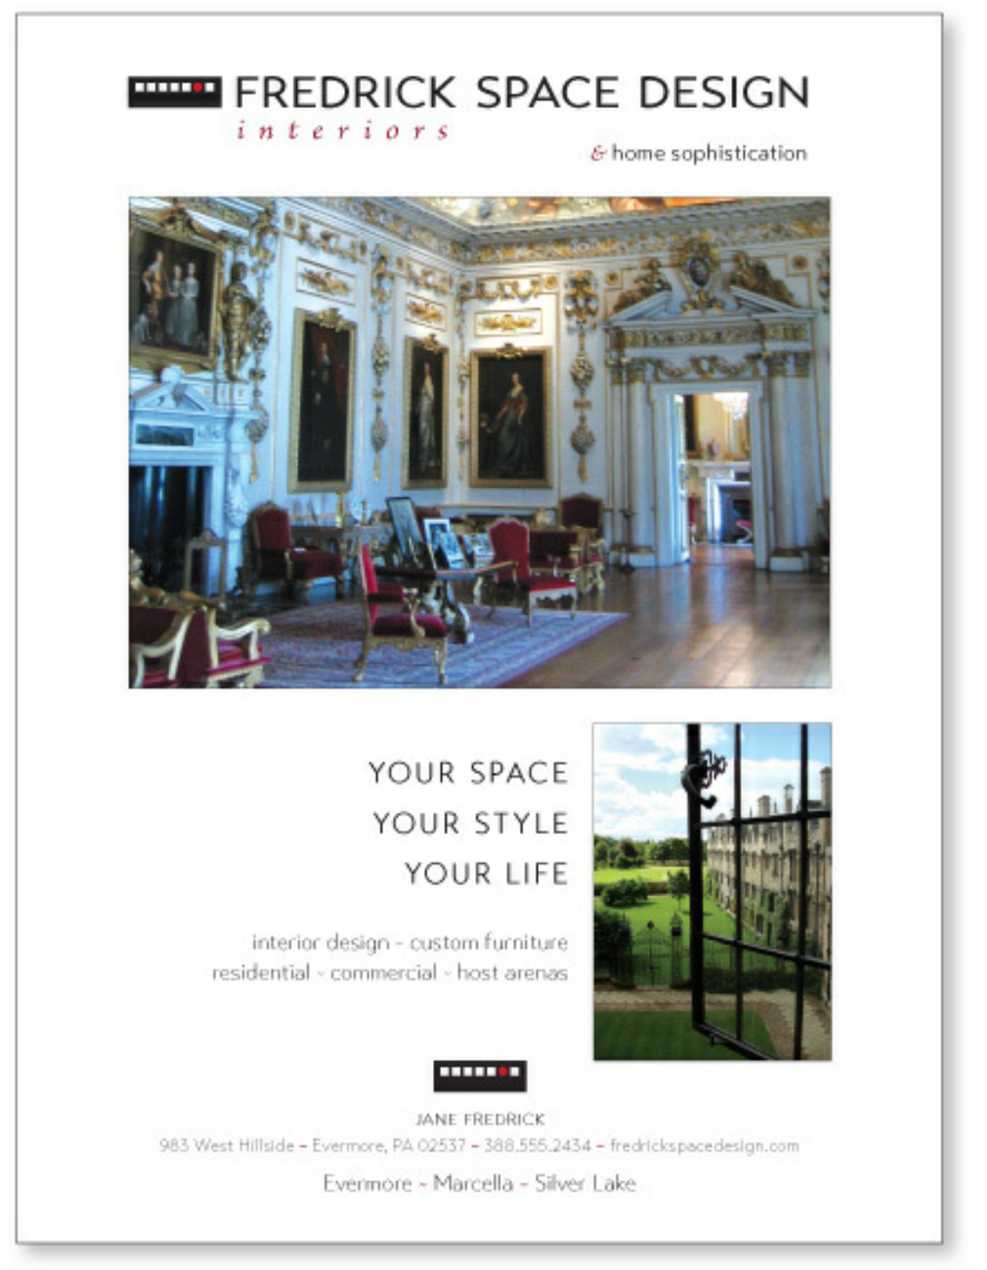 FREDRICK SPACE DESIGN
interiors
& home sophistication
YOUR SPACE
YOUR STYLE
YOUR LIFE
interior design - custom furniture
residential - commercial - host arenas
JANE FREDRICK
983 West Hillside – Evermore, PA 02537 – 388.555.2434 – fredrickspacedesign.com
Evermore - Marcella - Silver Lake